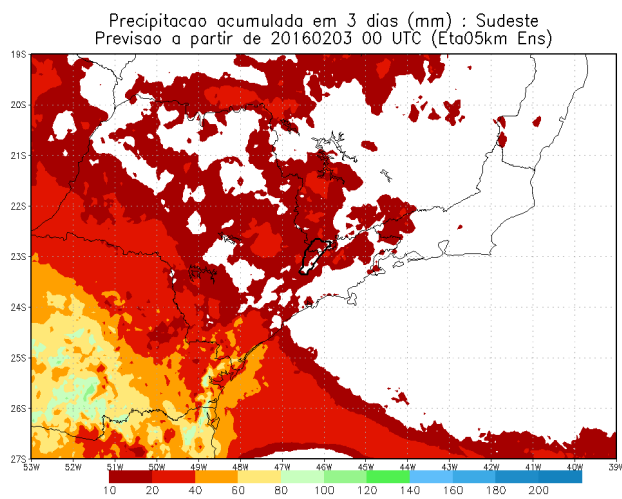 Precipitacao acumulada em 3 dias (mm) : Sudeste
Previsao a partir de 20160203 00 UTC (Eta05km Ens)
19S
20S
21S
22S
23S
24S
25S
26S
27S
53W 52W 51W 50W 49W 48W 47W 46W 45W 44W 43W 42W 41W 40W 39W
10 20 40 60 80 100 120 140 160 180 200